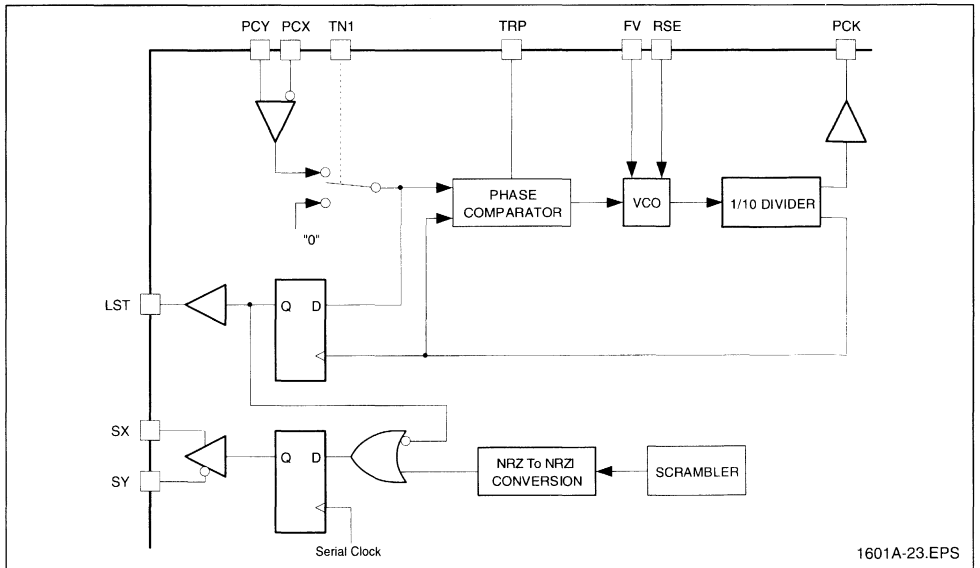 PCY PCX TN1 TRP FV RSE PCK
PHASE
COMPARATOR
VCO
1/10 DIVIDER
"0"
LST
Q D
SX
SY
Q D
NRZ To NRZI
CONVERSION
SCRAMBLER
Serial Clock
1601A-23.EPS